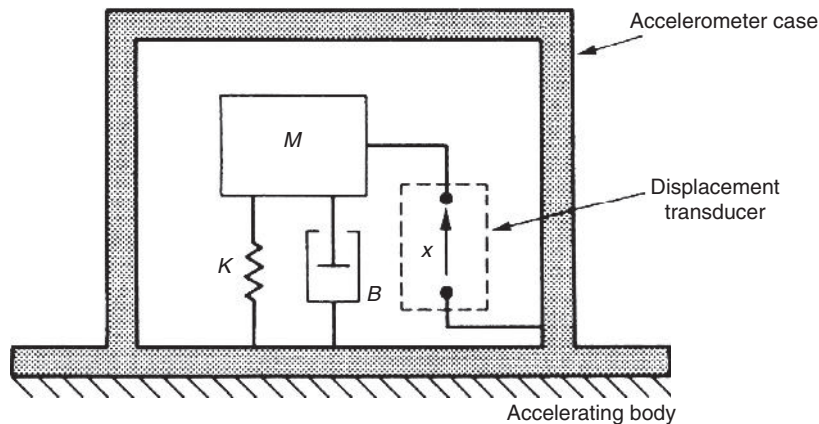 Accelerometer case
M
Displacement
transducer
K
B
x
Accelerating body